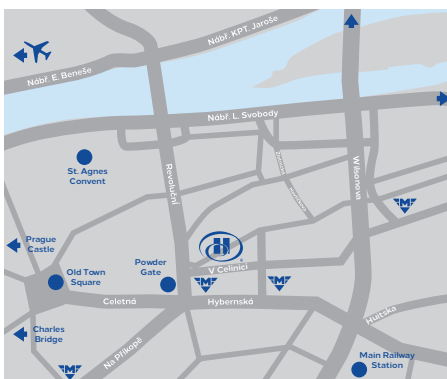 Nábř. KPT. Jaroše
Nábř. E. Beneše
Nábř. L. Svobody
St. Agnes
Convent
Revoluční
Wilsonova
Prague
Castle
Powder
Gate
H
V Celnici
Old Town
Square
Celetná
Hybernská
Charles
Bridge
Na Příkopě
Hultska
Main Railway
Station
M
M
M
M